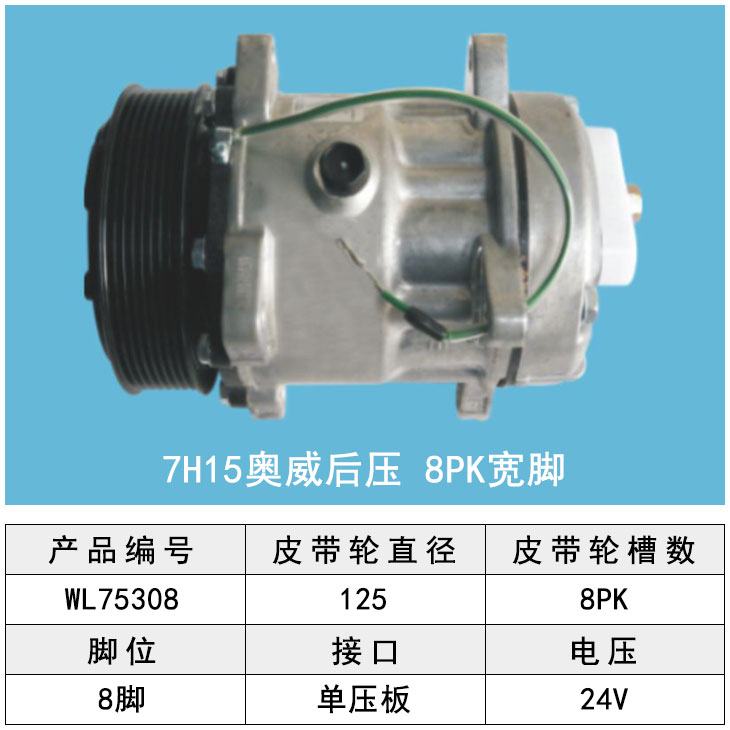 7H15奥威后压 8PK宽脚
产品编号 皮带轮直径 皮带轮槽数
WL75308 125 8PK
脚位 接口 电压
8脚 单压板 24V